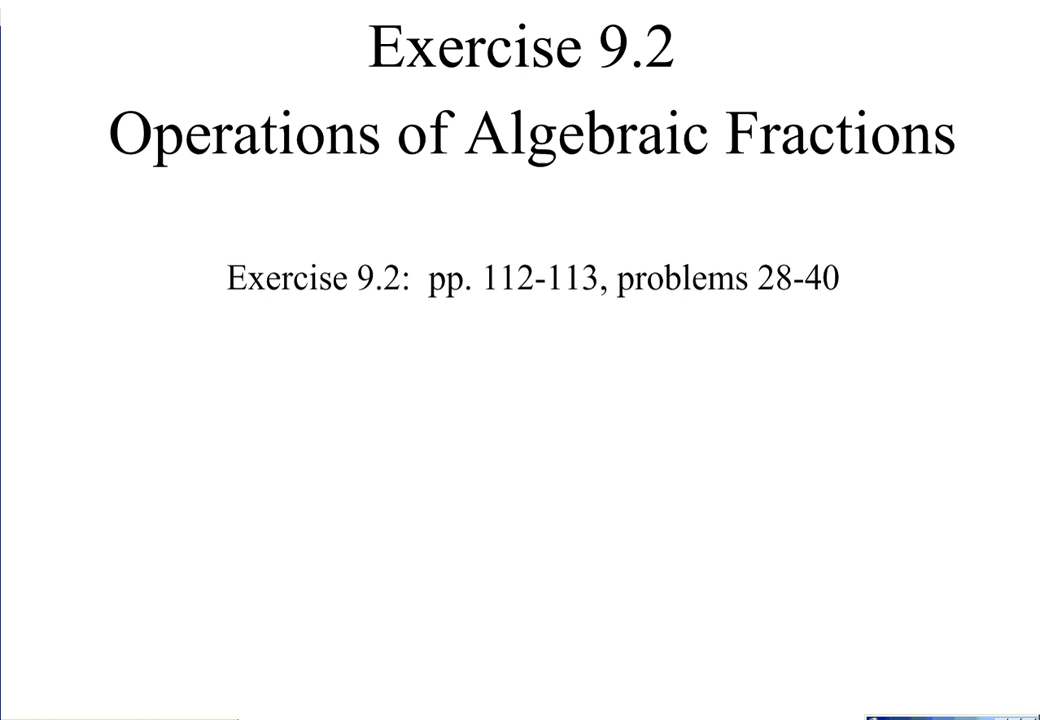 Exercise 9.2
Operations of Algebraic Fractions
Exercise 9.2: pp. 112-113, problems 28-40